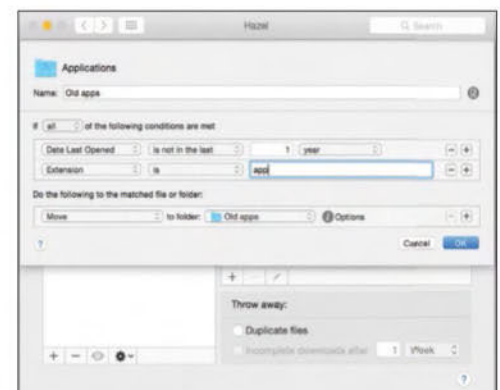 Hazel
Search
Applications
Name: Old apps
If all of the following conditions are met
Date Last Opened is not in the last 1 year
Extension is app
Do the following to the matched file or folder:
Move to folder: Old apps Options
? Cancel OK
Throw away:
Duplicate files
Incomplete downloads after 1 Week
?